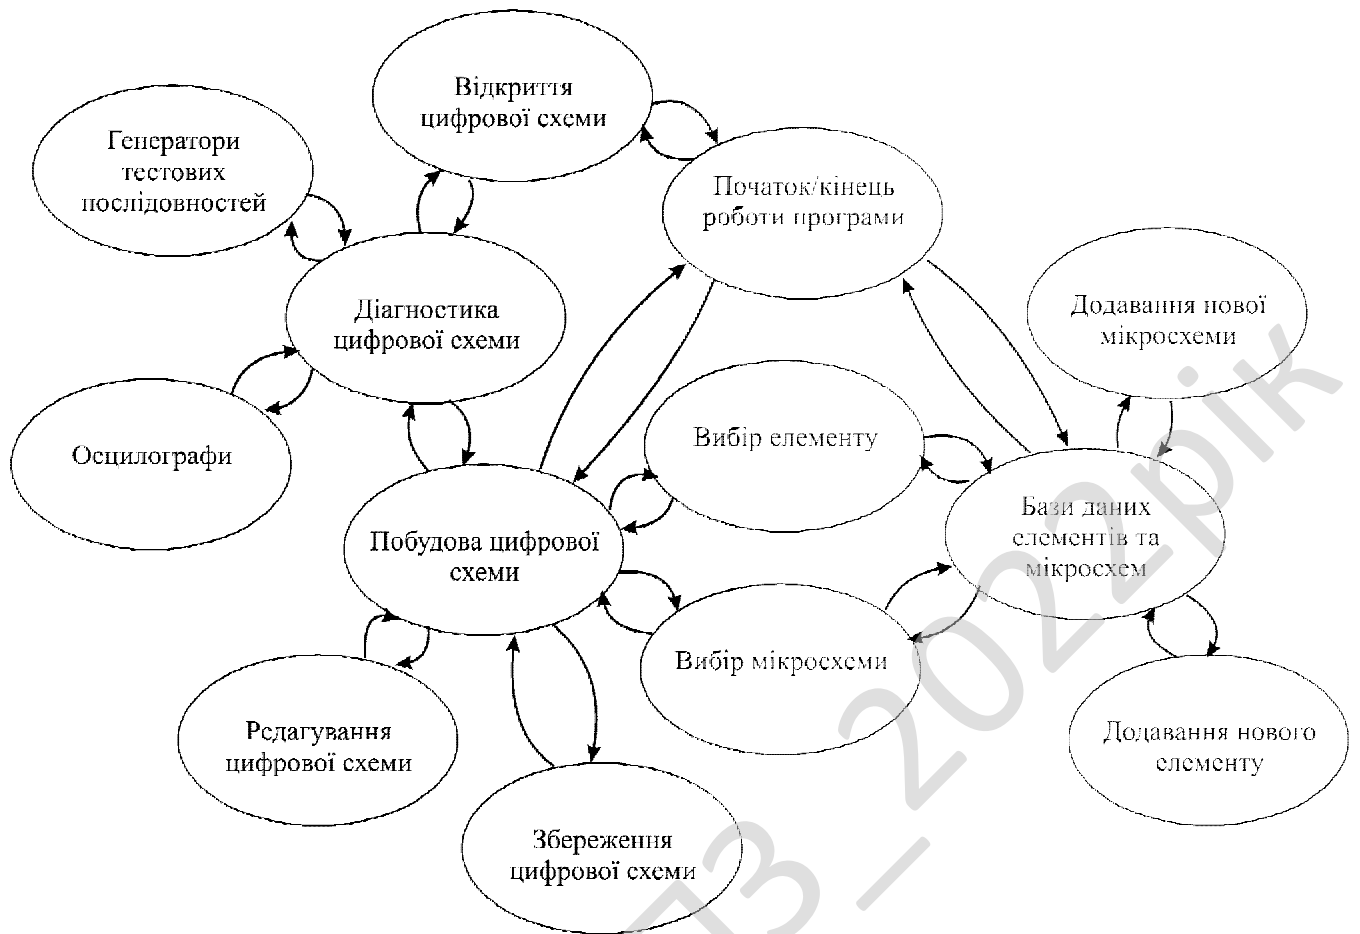 Відкриття
цифрової схеми
Генератори
тестових
послідовностей
Початок/кінець
роботи програми
Діагностика
цифрової схеми
Додавання нової
мікросхеми
Осцилографи
Вибір елементу
Бази даних
елементів та
мікросхем
Побудова цифрової
схеми
Вибір мікросхеми
Редагування
цифрової схеми
Додавання нового
елементу
Збереження
цифрової схеми
ПЗ_2022рік